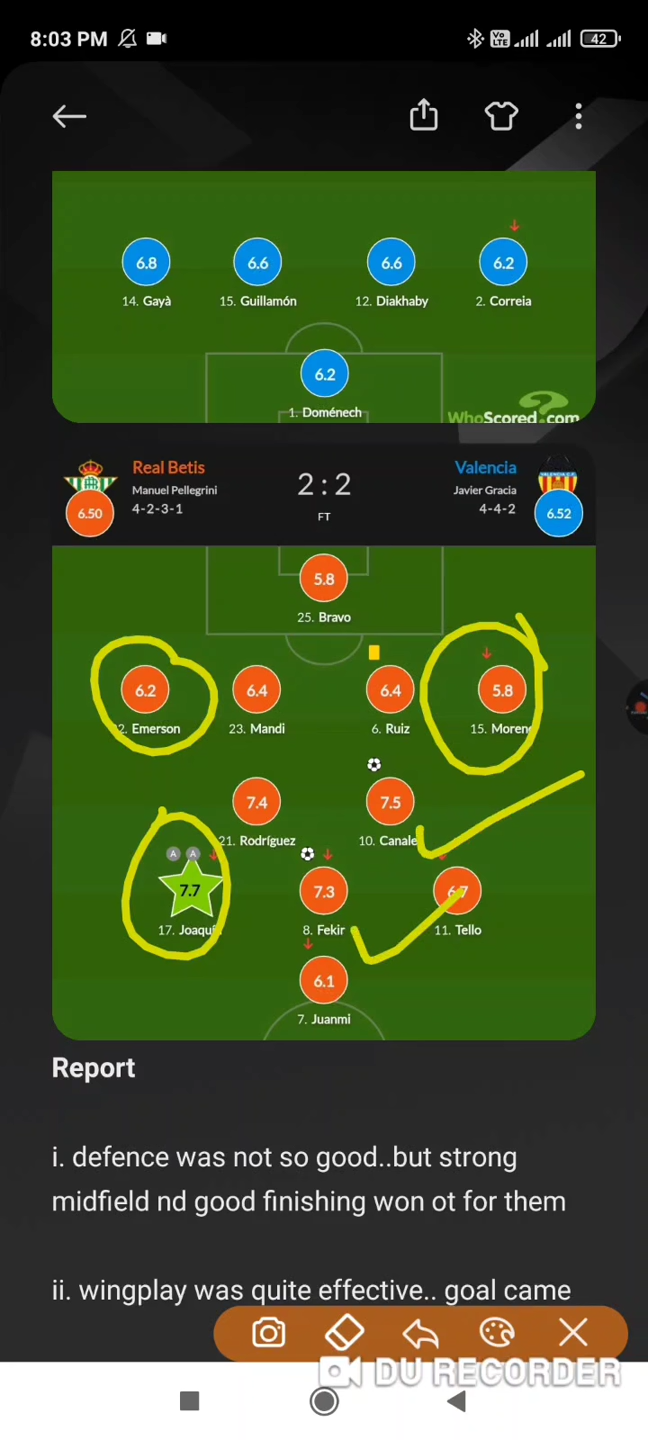 8:03 PM
Vo LTE
42
6.8
6.6
6.6
6.2
14. Gayà
15. Guillamón
12. Diakhaby
2. Correia
6.2
1. Doménech
WhoScored.com
Real Betis
Valencia
Manuel Pellegrini
2 : 2
Javier Gracia
4-2-3-1
4-4-2
6.50
FT
6.52
5.8
25. Bravo
6.2
6.4
6.4
5.8
Emerson
23. Mandi
6. Ruiz
15. Moreno
7.4
7.5
21. Rodríguez
10. Canales
A A
7.7
7.3
6.7
17. Joaquín
8. Fekir
11. Tello
6.1
7. Juanmi
Report
i. defence was not so good..but strong
midfield nd good finishing won ot for them
ii. wingplay was quite effective.. goal came
DU RECORDER